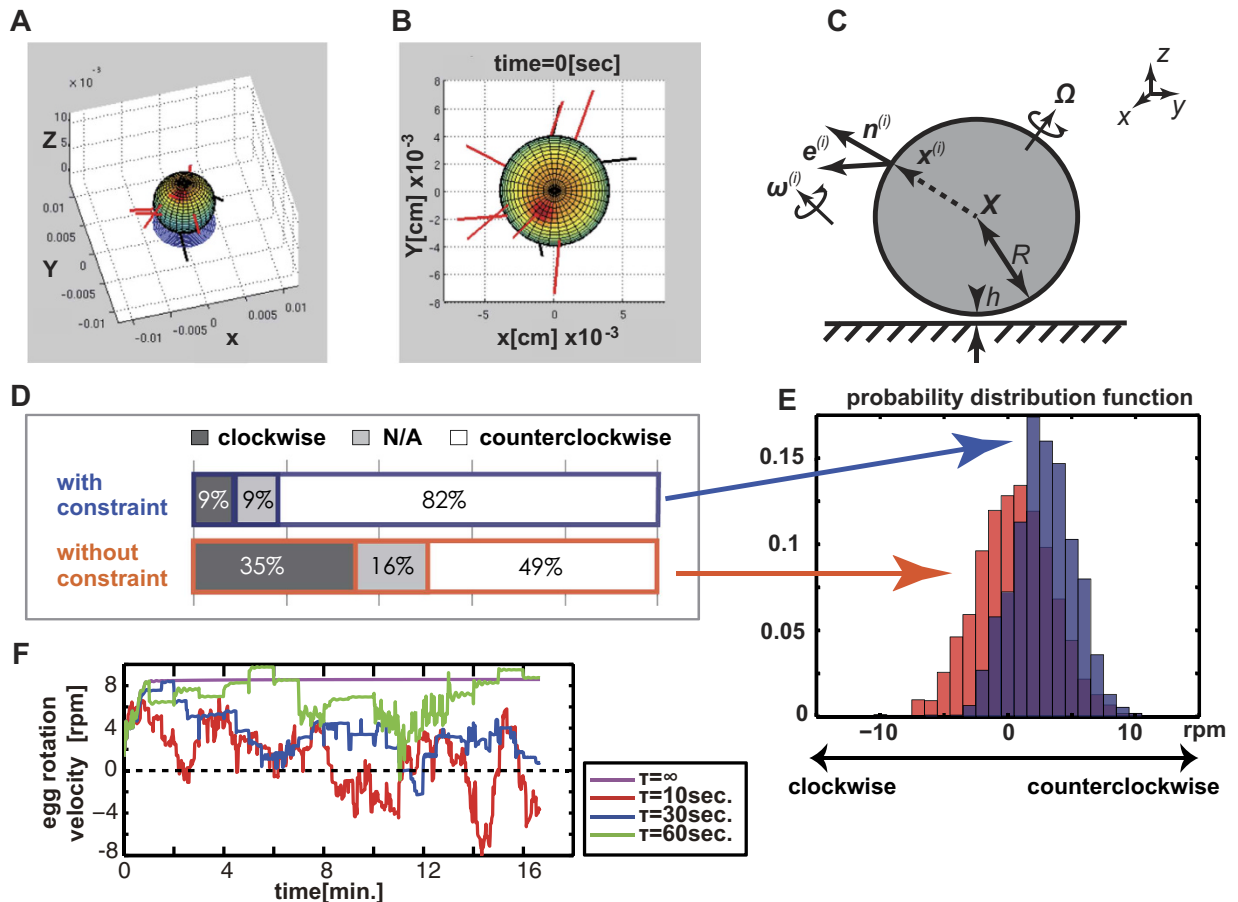 A
× 10
-3
10
5
0
Z
0.01
0.005
0
-0.005
-0.01
Y
-0.01
-0.005
0
0.005
0.01
x
B
time=0[sec]
8
6
4
2
0
-2
-4
-6
-8
Y[cm] x10-3
-5
0
5
x[cm] x10-3
C
z
y
x
Ω
n(i)
e(i)
x(i)
ω(i)
X
R
h
D
clockwise N/A counterclockwise
with constraint
9% 9% 82%
without constraint
35% 16% 49%
E
probability distribution function
0.15
0.1
0.05
0
−10 0 10 rpm
clockwise counterclockwise
F
egg rotation
velocity [rpm]
8
4
0
−4
-8
0 4 8 12 16
time[min.]
τ=∞
τ=10sec.
τ=30sec.
τ=60sec.